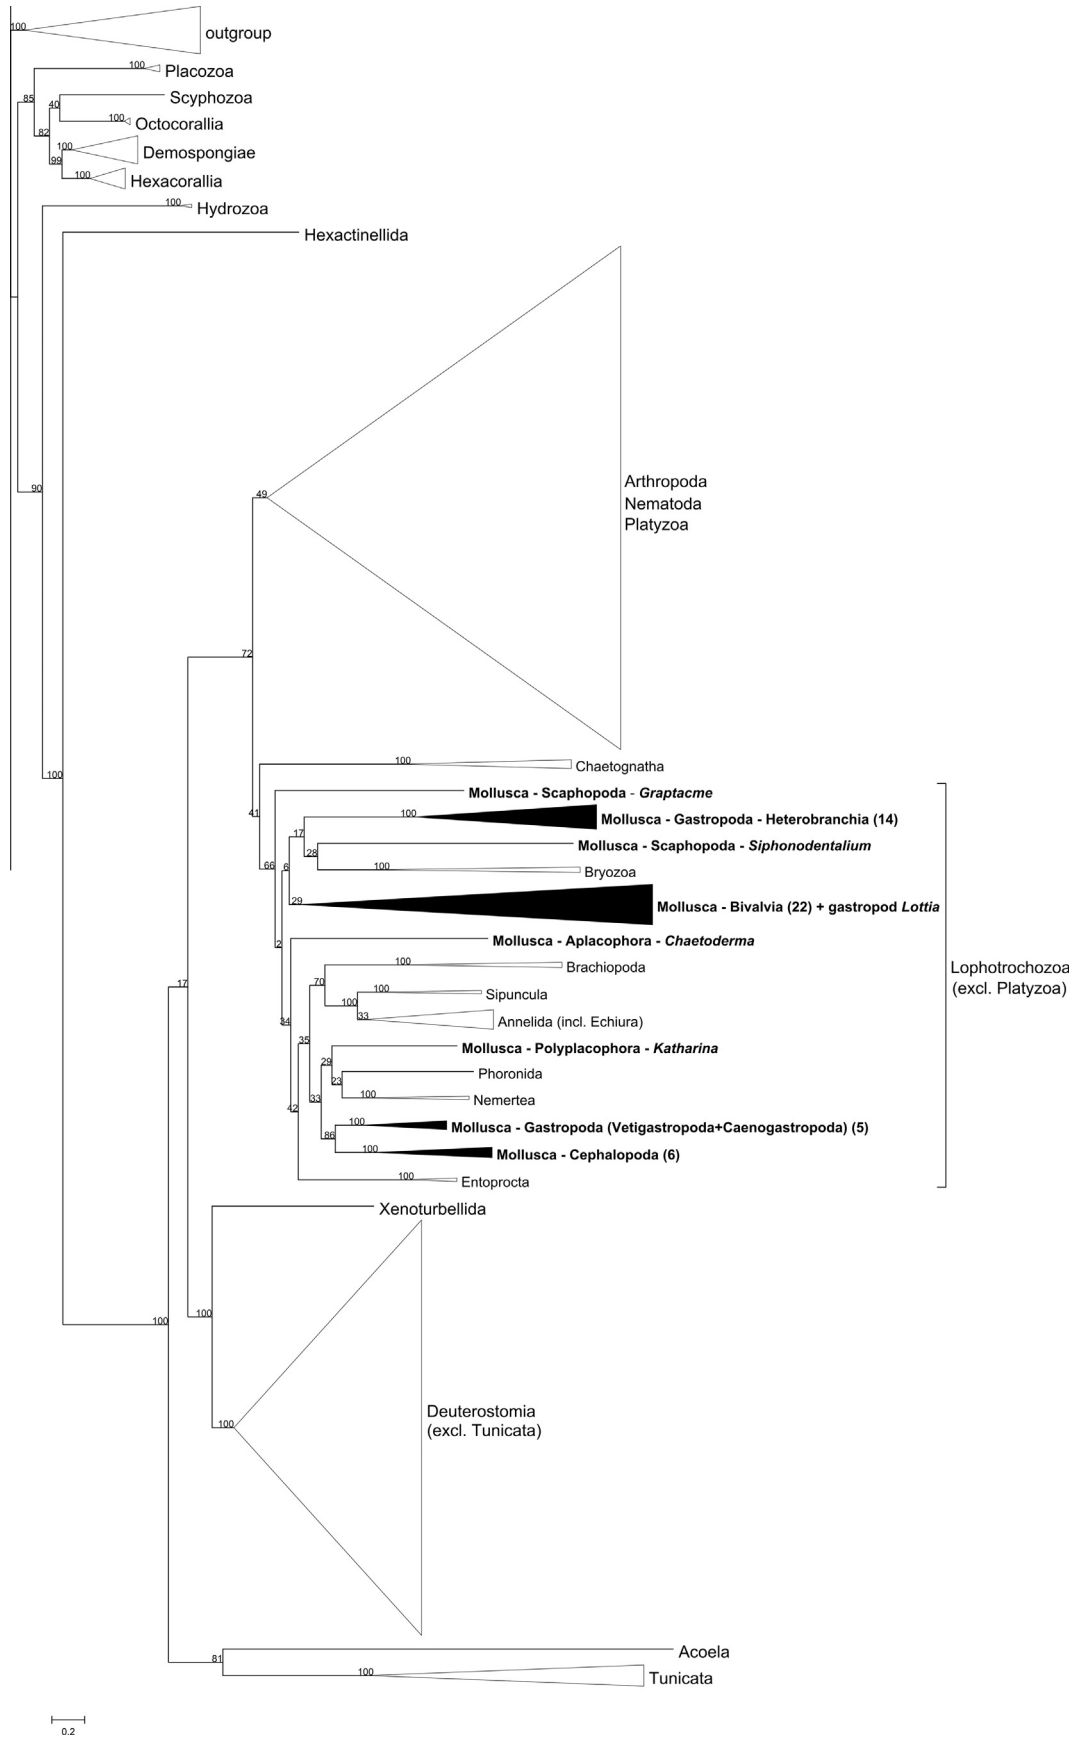 100
outgroup
100
Placozoa
85
Scyphozoa
40
100
Octocorallia
82
100
Demospongiae
99
100
Hexacorallia
100
Hydrozoa
Hexactinellida
90
49
Arthropoda
Nematoda
Platyzoa
72
100
Chaetognatha
100
Mollusca - Scaphopoda - Graptacme
41
100
Mollusca - Gastropoda - Heterobranchia (14)
17
Mollusca - Scaphopoda - Siphonodentalium
28
66
6
100
Bryozoa
29
Mollusca - Bivalvia (22) + gastropod Lottia
2
Mollusca - Aplacophora - Chaetoderma
100
Brachiopoda
Lophotrochozoa
(excl. Platyzoa)
70
17
100
Sipuncula
100
33
Annelida (incl. Echiura)
34
35
Mollusca - Polyplacophora - Katharina
29
Phoronida
23
33
100
Nemertea
42
100
Mollusca - Gastropoda (Vetigastropoda+Caenogastropoda) (5)
86
100
Mollusca - Cephalopoda (6)
100
Entoprocta
Xenoturbellida
100
100
100
Deuterostomia
(excl. Tunicata)
Acoela
81
100
Tunicata
0.2